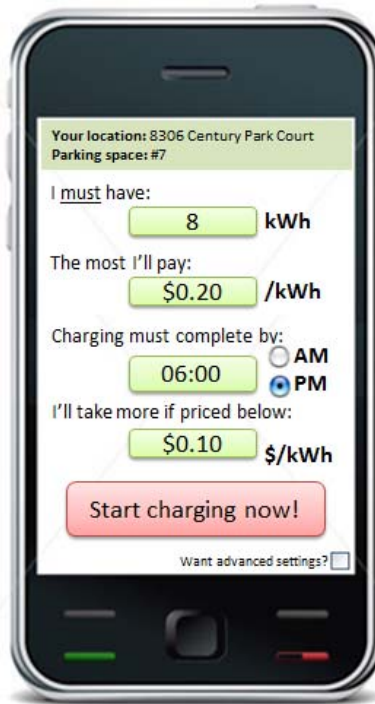 Your location: 8306 Century Park Court
Parking space: #7
I must have:
8 kWh
The most I'll pay:
$0.20 /kWh
Charging must complete by:
AM
06:00
PM
I'll take more if priced below:
$0.10 $/kWh
Start charging now!
Want advanced settings?